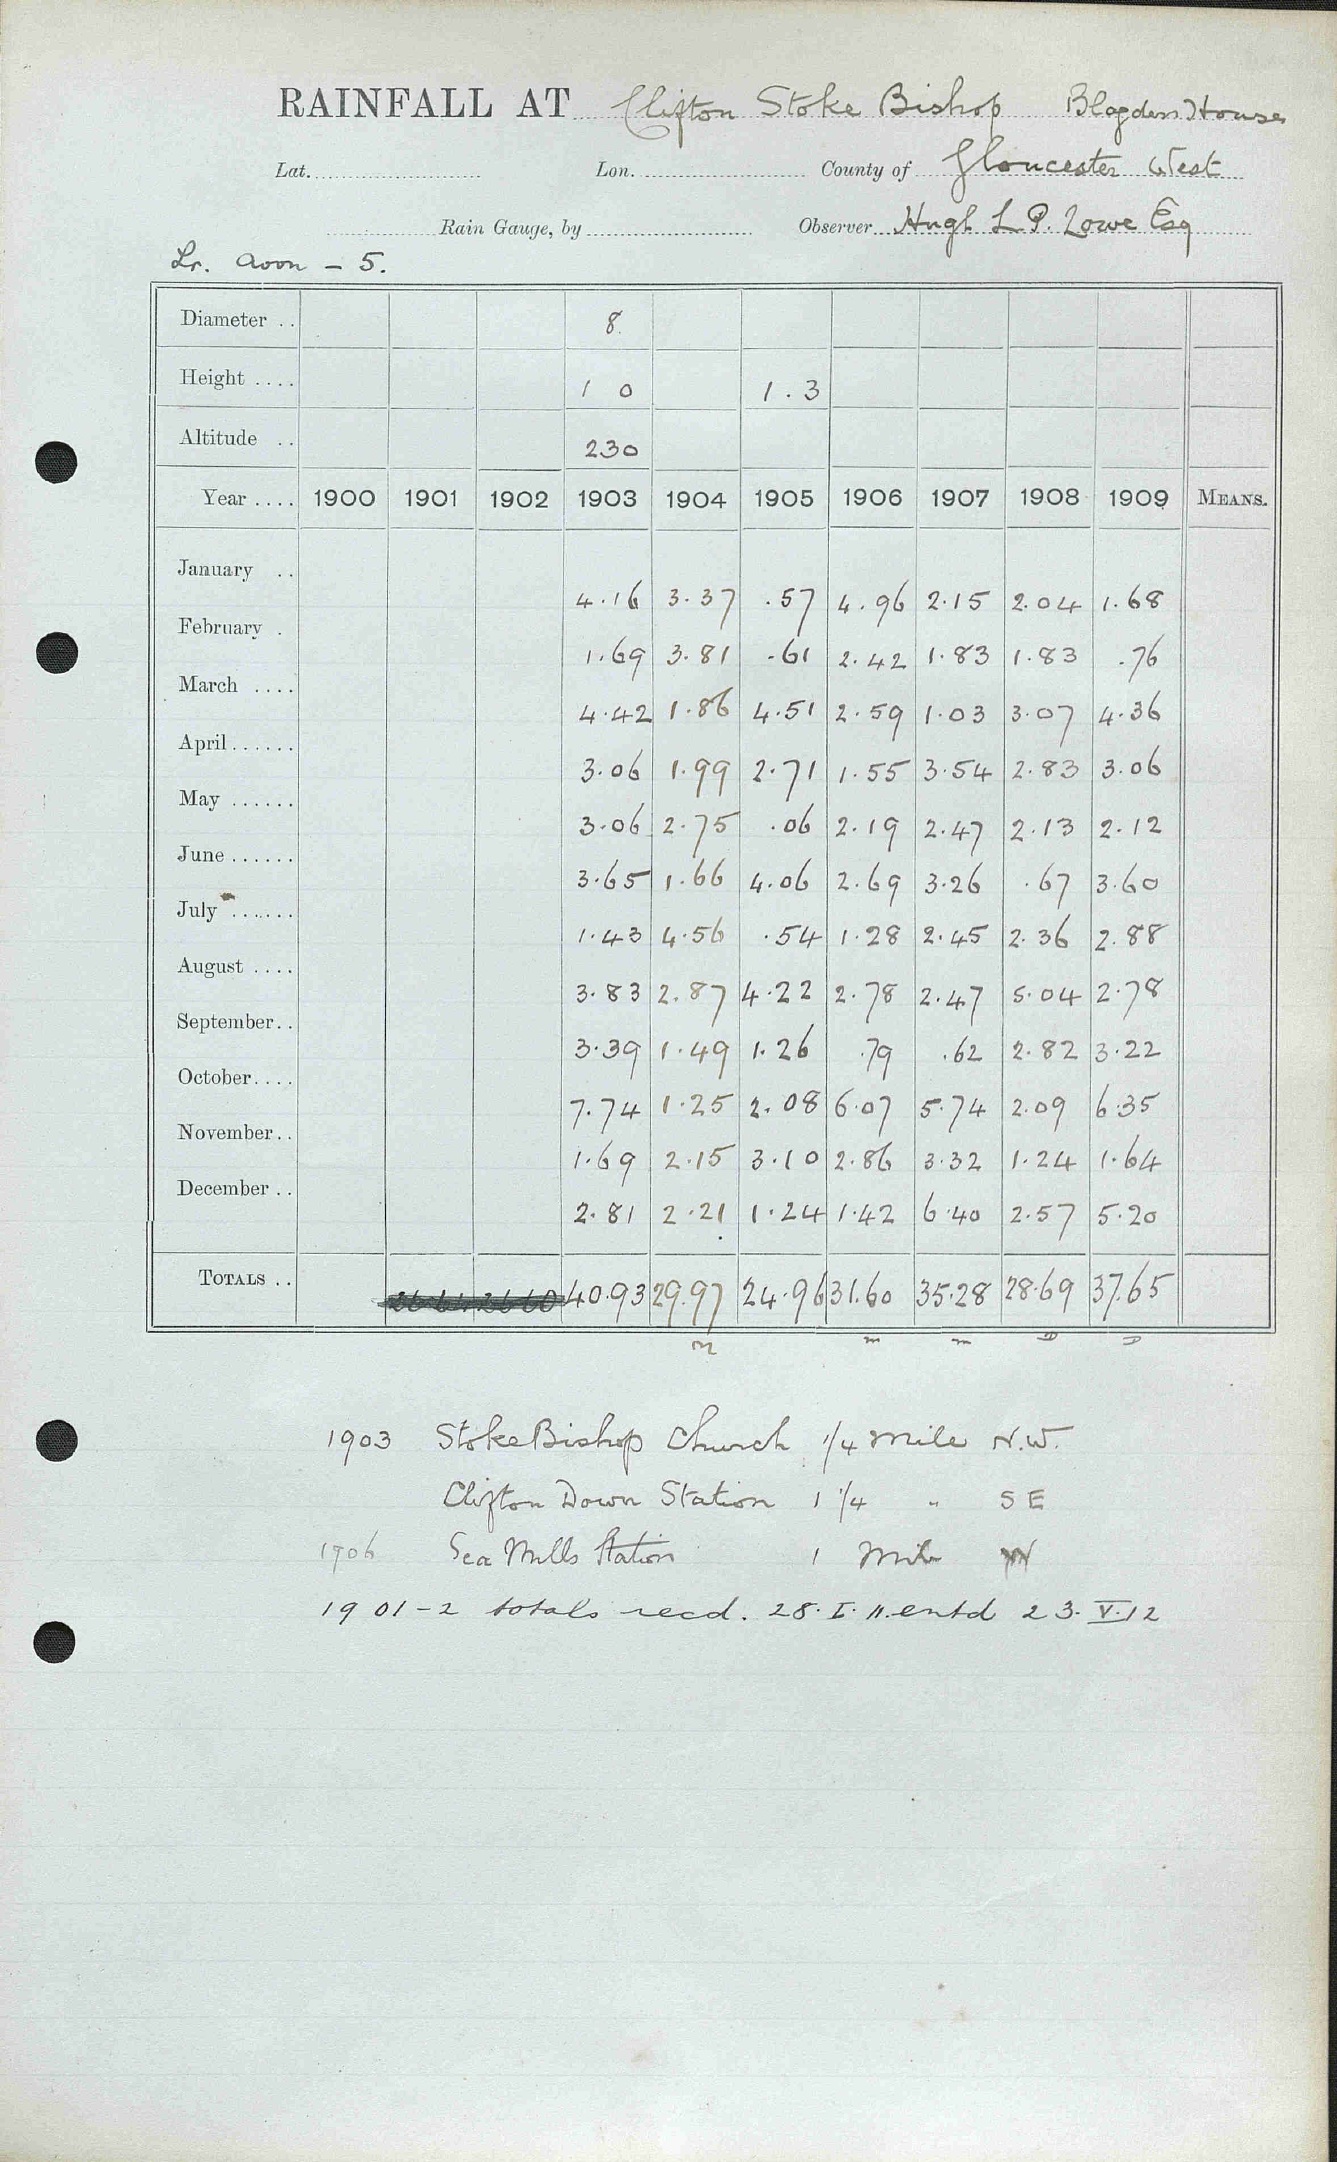 RAINFALL AT Clifton Stoke Bishop Blagdens House
Lat. Lon. County of Gloucester West
Rain Gauge, by Observer Hugh L P. Lowe Esq
Lr. Avon - 5.
Diameter .. 8
Height .... 1 0 1.3
Altitude .. 230
Year .... 1900 1901 1902 1903 1904 1905 1906 1907 1908 1909 MEANS.
January .. 4.16 3.37 .57 4.96 2.15 2.04 1.68
February . 1.69 3.81 .61 2.42 1.83 1.83 .76
March .... 4.42 1.86 4.51 2.59 1.03 3.07 4.36
April ...... 3.06 1.99 2.71 1.55 3.54 2.83 3.06
May ...... 3.06 2.75 .06 2.19 2.47 2.13 2.12
June ...... 3.65 1.66 4.06 2.69 3.26 .67 3.60
July ...... 1.43 4.56 .54 1.28 2.45 2.36 2.88
August .... 3.83 2.87 4.22 2.78 2.47 5.04 2.78
September.. 3.39 1.49 1.26 .79 .62 2.82 3.22
October.... 7.74 1.25 2.08 6.07 5.74 2.09 6.35
November.. 1.69 2.15 3.10 2.86 3.32 1.24 1.64
December .. 2.81 2.21 1.24 1.42 6.40 2.57 5.20
TOTALS .. 40.93 29.97 24.96 31.60 35.28 28.69 37.65
m m m D D
1903 Stoke Bishop Church 1/4 Mile N.W.
Clifton Down Station 1 1/4 " S E
1906 Sea Mills Station 1 Mile W
1901-2 totals recd. 28.I.11. entd 23.V.12